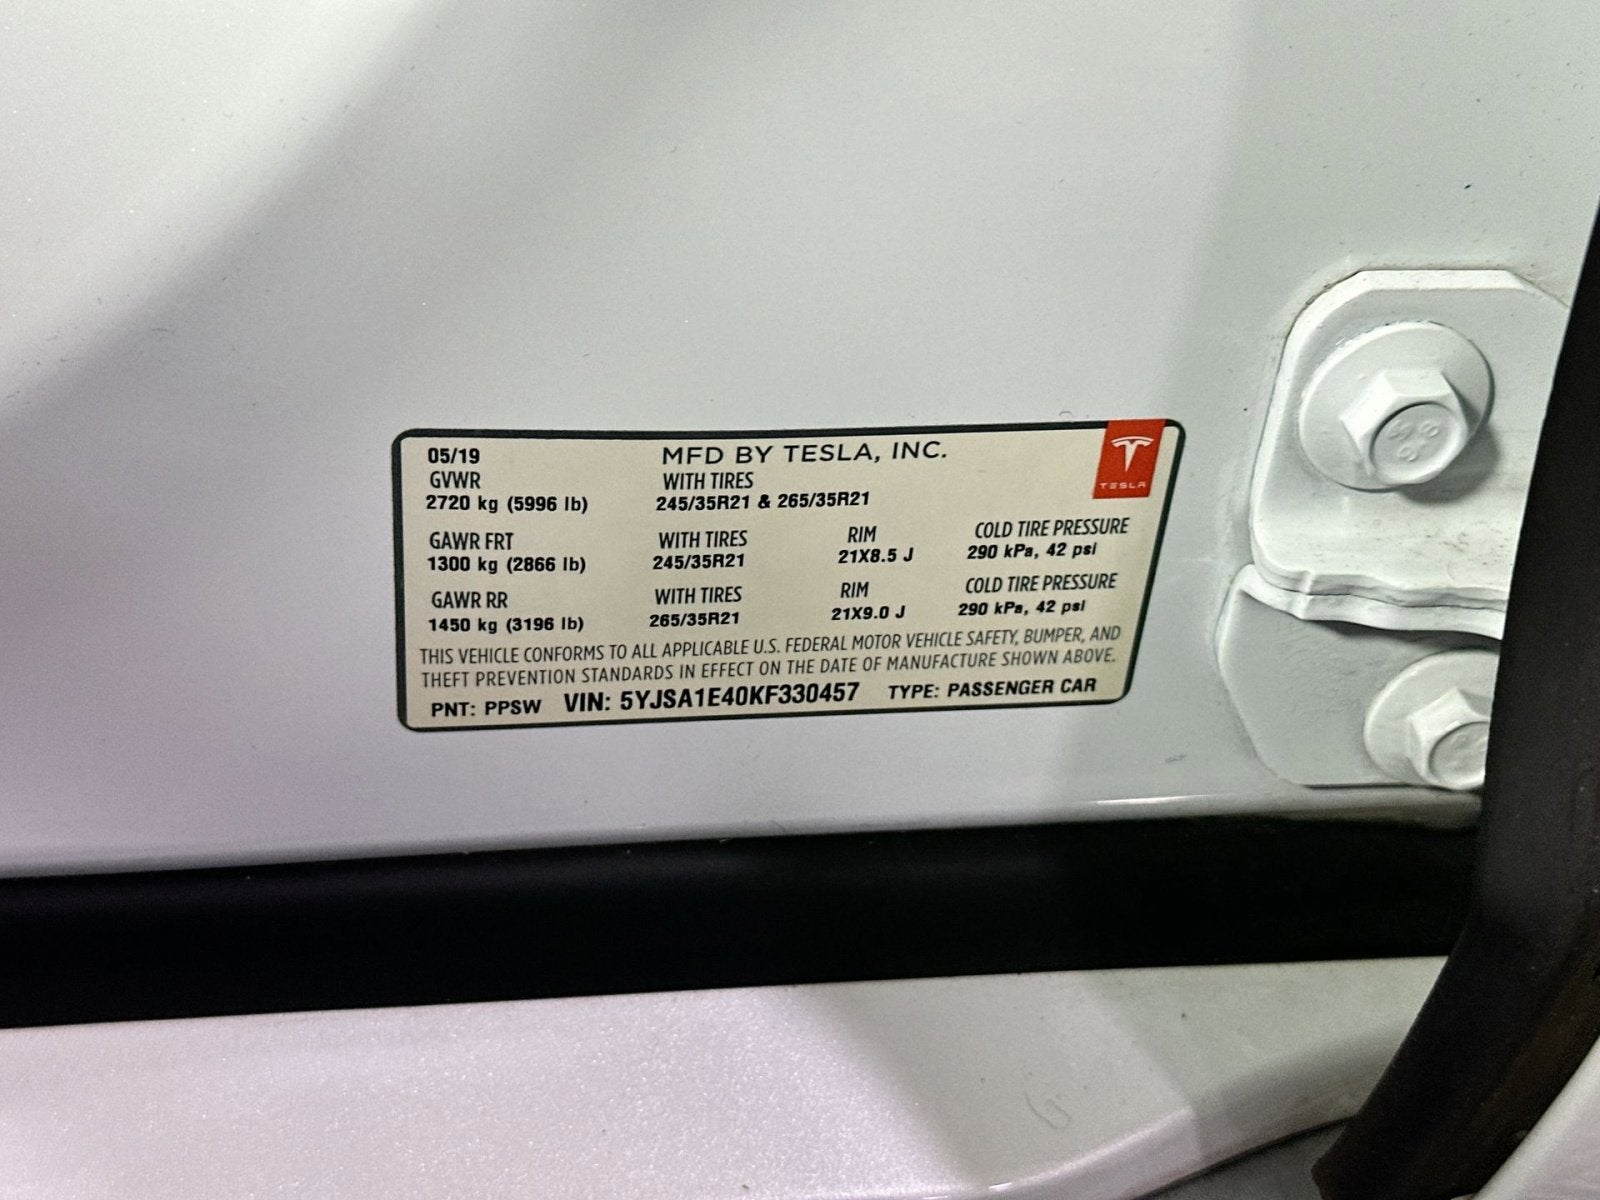 05/19 MFD BY TESLA, INC.
TESLA
GVWR WITH TIRES
2720 kg (5996 lb) 245/35R21 & 265/35R21
GAWR FRT WITH TIRES RIM COLD TIRE PRESSURE
1300 kg (2866 lb) 245/35R21 21X8.5 J 290 kPa, 42 psi
GAWR RR WITH TIRES RIM COLD TIRE PRESSURE
1450 kg (3196 lb) 265/35R21 21X9.0 J 290 kPa, 42 psi
THIS VEHICLE CONFORMS TO ALL APPLICABLE U.S. FEDERAL MOTOR VEHICLE SAFETY, BUMPER, AND
THEFT PREVENTION STANDARDS IN EFFECT ON THE DATE OF MANUFACTURE SHOWN ABOVE.
PNT: PPSW VIN: 5YJSA1E40KF330457 TYPE: PASSENGER CAR